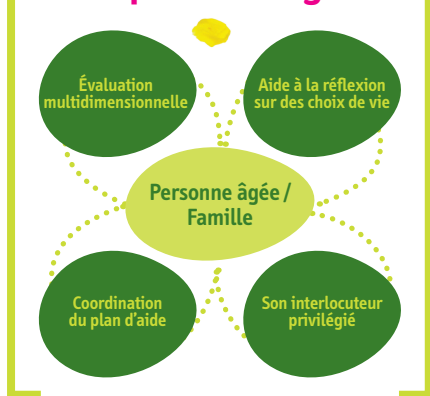 Évaluation
multidimensionnelle
Aide à la réflexion
sur des choix de vie
Personne âgée /
Famille
Coordination
du plan d'aide
Son interlocuteur
privilégié